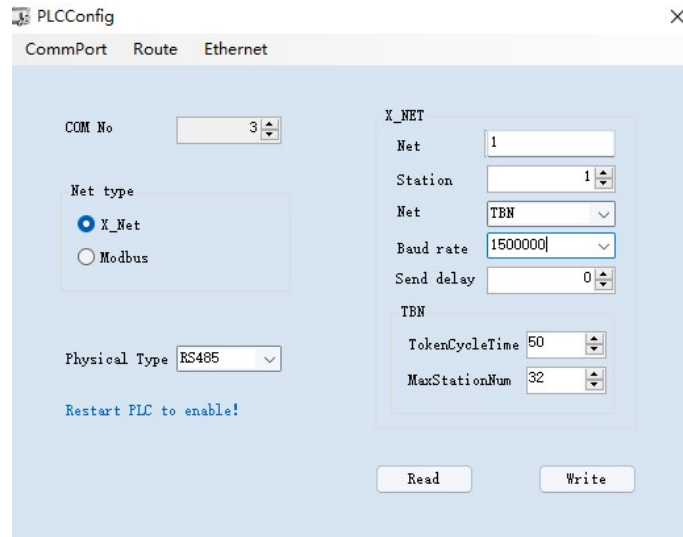 PLCConfig
CommPort Route Ethernet
COM No 3
Net type
X_Net
Modbus
Physical Type RS485
Restart PLC to enable!
X_NET
Net 1
Station 1
Net TBN
Baud rate 1500000
Send delay 0
TBN
TokenCycleTime 50
MaxStationNum 32
Read Write